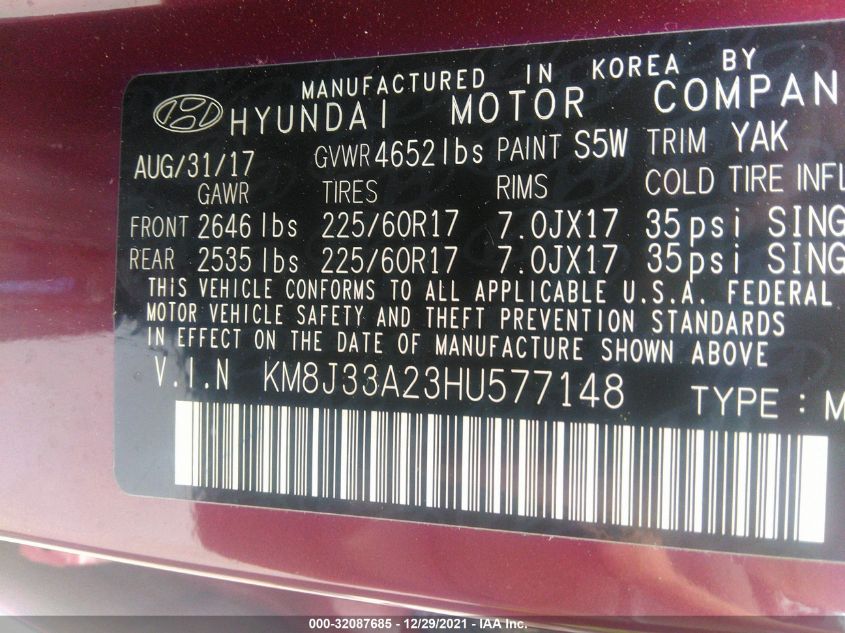 MANUFACTURED IN KOREA BY
HYUNDAI MOTOR COMPAN
AUG/31/17 GVWR 4652lbs PAINT S5W TRIM YAK
GAWR TIRES RIMS COLD TIRE INFL
FRONT 2646 lbs 225/60R17 7.0JX17 35psi SING
REAR 2535 lbs 225/60R17 7.0JX17 35psi SING
THIS VEHICLE CONFORMS TO ALL APPLICABLE U.S.A. FEDERAL
MOTOR VEHICLE SAFETY AND THEFT PREVENTION STANDARDS
IN EFFECT ON THE DATE OF MANUFACTURE SHOWN ABOVE
V.I.N KM8J33A23HU577148 TYPE : M
000-32087685 - 12/29/2021 - IAA Inc.